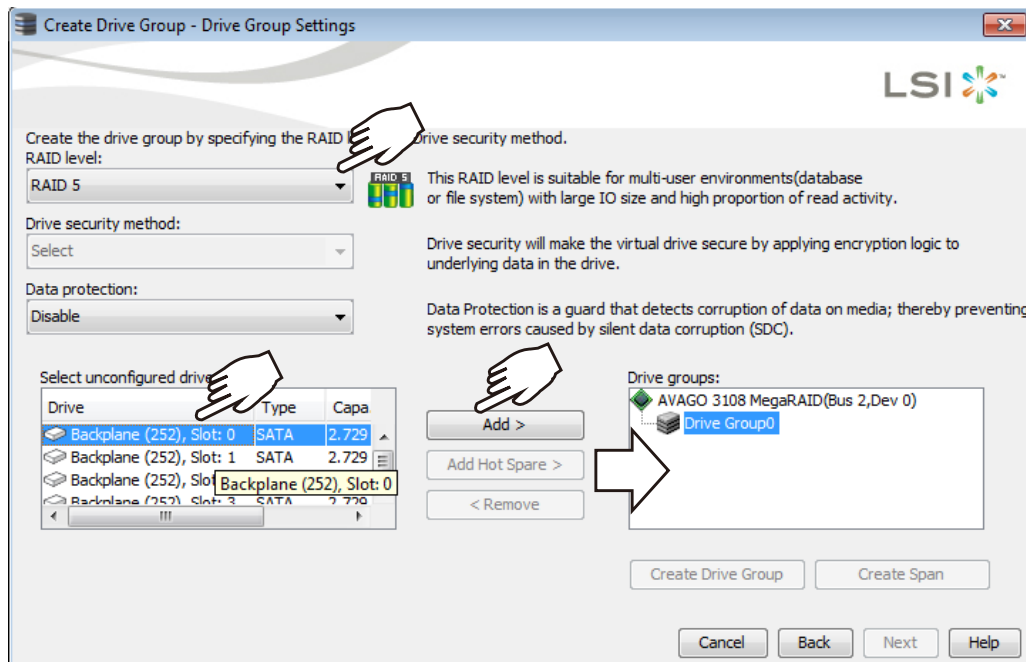 Create Drive Group - Drive Group Settings
LSI
Create the drive group by specifying the RAID Drive security method.
RAID level:
RAID 5
RAID 5
This RAID level is suitable for multi-user environments(database
or file system) with large IO size and high proportion of read activity.
Drive security method:
Select
Drive security will make the virtual drive secure by applying encryption logic to
underlying data in the drive.
Data protection:
Disable
Data Protection is a guard that detects corruption of data on media; thereby preventing
system errors caused by silent data corruption (SDC).
Select unconfigured drive
Drive Type Capa
Backplane (252), Slot: 0 SATA 2.729
Backplane (252), Slot: 1 SATA 2.729
Backplane (252), Slot
Backplane (252), Slot: 0
Backplane (252), Slot: 3 SATA 2.729
Add >
Add Hot Spare >
< Remove
Drive groups:
AVAGO 3108 MegaRAID(Bus 2,Dev 0)
Drive Group0
Create Drive Group
Create Span
Cancel
Back
Next
Help